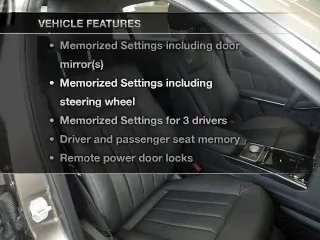 VEHICLE FEATURES
• Memorized Settings including door
mirror(s)
• Memorized Settings including
steering wheel
• Memorized Settings for 3 drivers
• Driver and passenger seat memory
• Remote power door locks